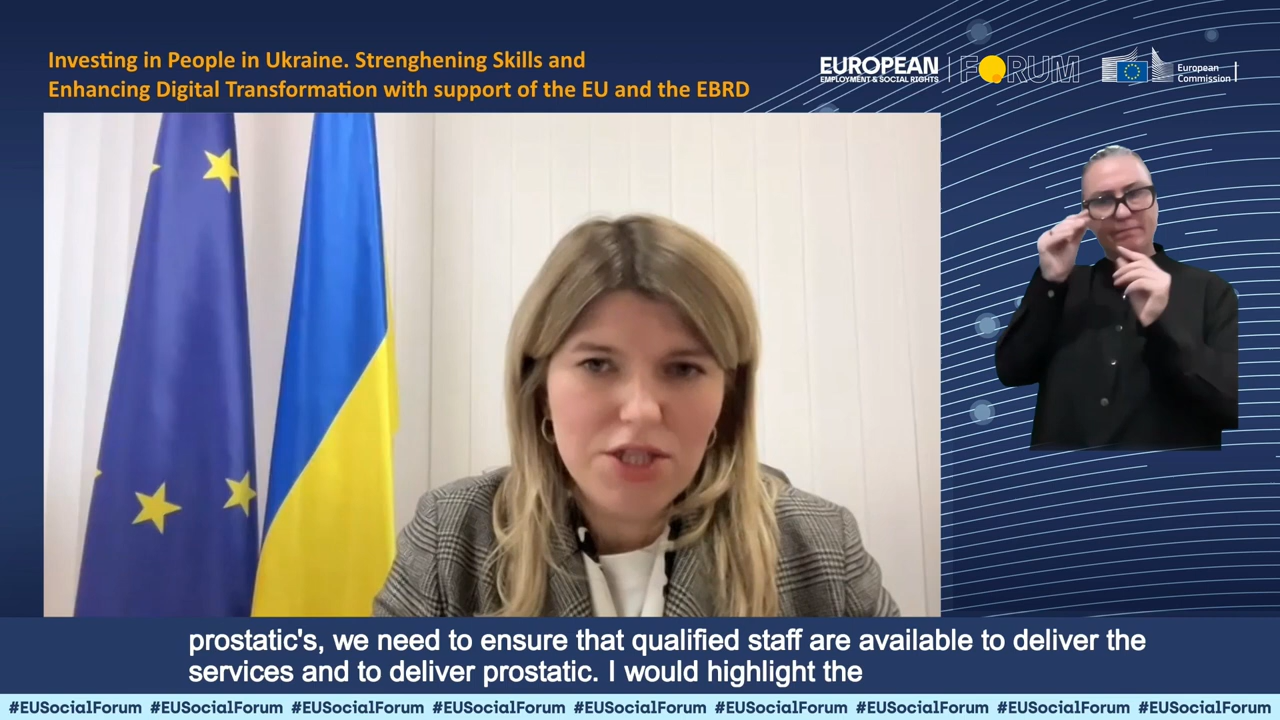 Investing in People in Ukraine. Strenghening Skills and
Enhancing Digital Transformation with support of the EU and the EBRD
EUROPEAN
EMPLOYMENT & SOCIAL RIGHTS
FORUM
European
Commission
prostatic's, we need to ensure that qualified staff are available to deliver the
services and to deliver prostatic. I would highlight the
#EUSocialForum #EUSocialForum #EUSocialForum #EUSocialForum #EUSocialForum #EUSocialForum #EUSocialForum #EUSocialForum #EUSocialForum